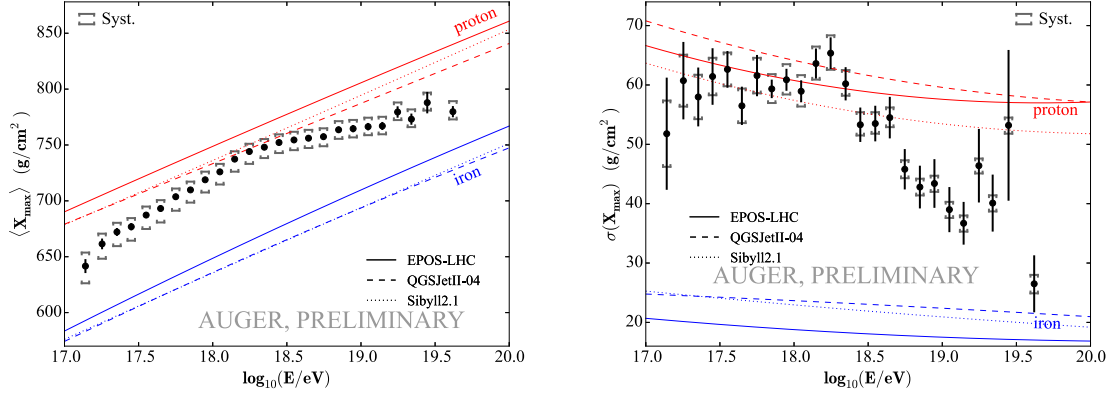 850
800
750
700
650
600
⟨X_max⟩ (g/cm²)
Syst.
proton
iron
EPOS-LHC
QGSJetII-04
Sibyll2.1
AUGER, PRELIMINARY
17.0 17.5 18.0 18.5 19.0 19.5 20.0
log₁₀(E/eV)
70
60
50
40
30
20
σ(X_max) (g/cm²)
Syst.
proton
EPOS-LHC
QGSJetII-04
Sibyll2.1
AUGER, PRELIMINARY
iron
17.0 17.5 18.0 18.5 19.0 19.5 20.0
log₁₀(E/eV)